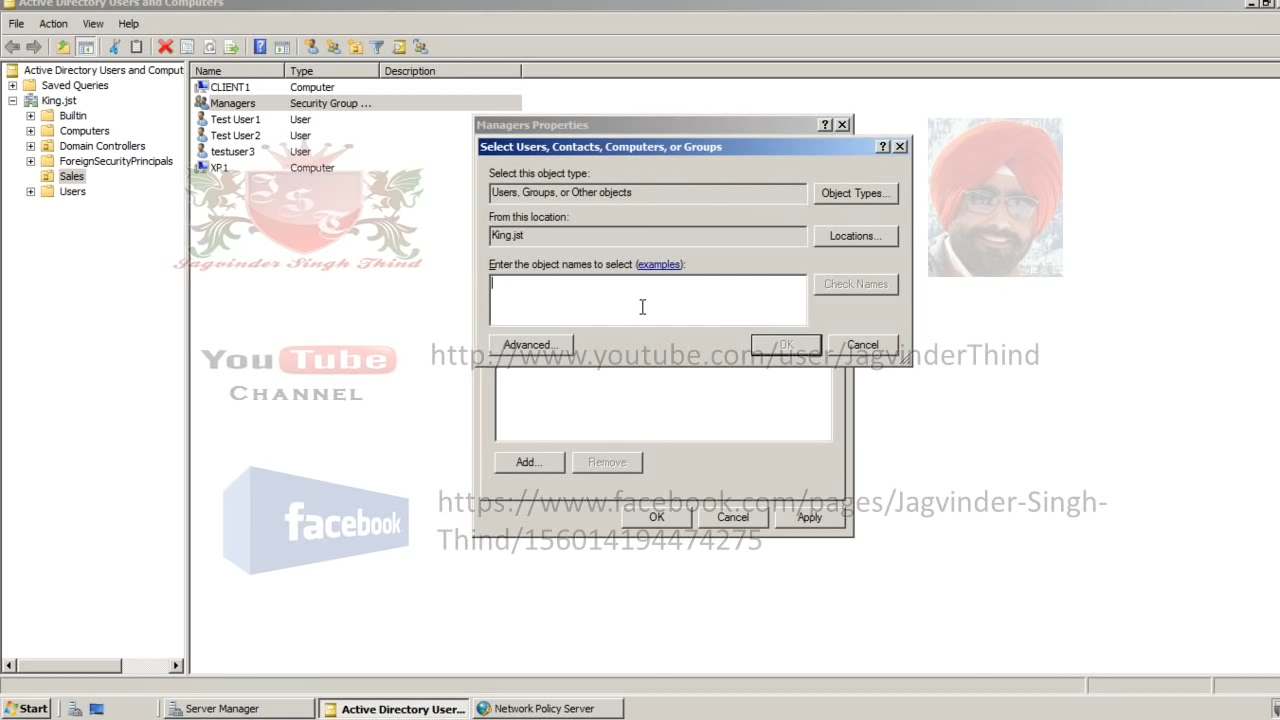 Active Directory Users and Computers
File Action View Help
Active Directory Users and Comput
Saved Queries
King.jst
Builtin
Computers
Domain Controllers
ForeignSecurityPrincipals
Sales
Users
Name Type Description
CLIENT1 Computer
Managers Security Group ...
Test User1 User
Test User2 User
testuser3 User
XP1 Computer
Jagvinder Singh Thind
Managers Properties
Select Users, Contacts, Computers, or Groups
Select this object type:
Users, Groups, or Other objects
Object Types...
From this location:
King.jst
Locations...
Enter the object names to select (examples):
Check Names
Advanced...
OK
Cancel
YouTube
CHANNEL
http://www.youtube.com/user/JagvinderThind
Add...
Remove
facebook
https://www.facebook.com/pages/Jagvinder-Singh-
Thind/156014194474275
OK
Cancel
Apply
Start
Server Manager
Active Directory User...
Network Policy Server